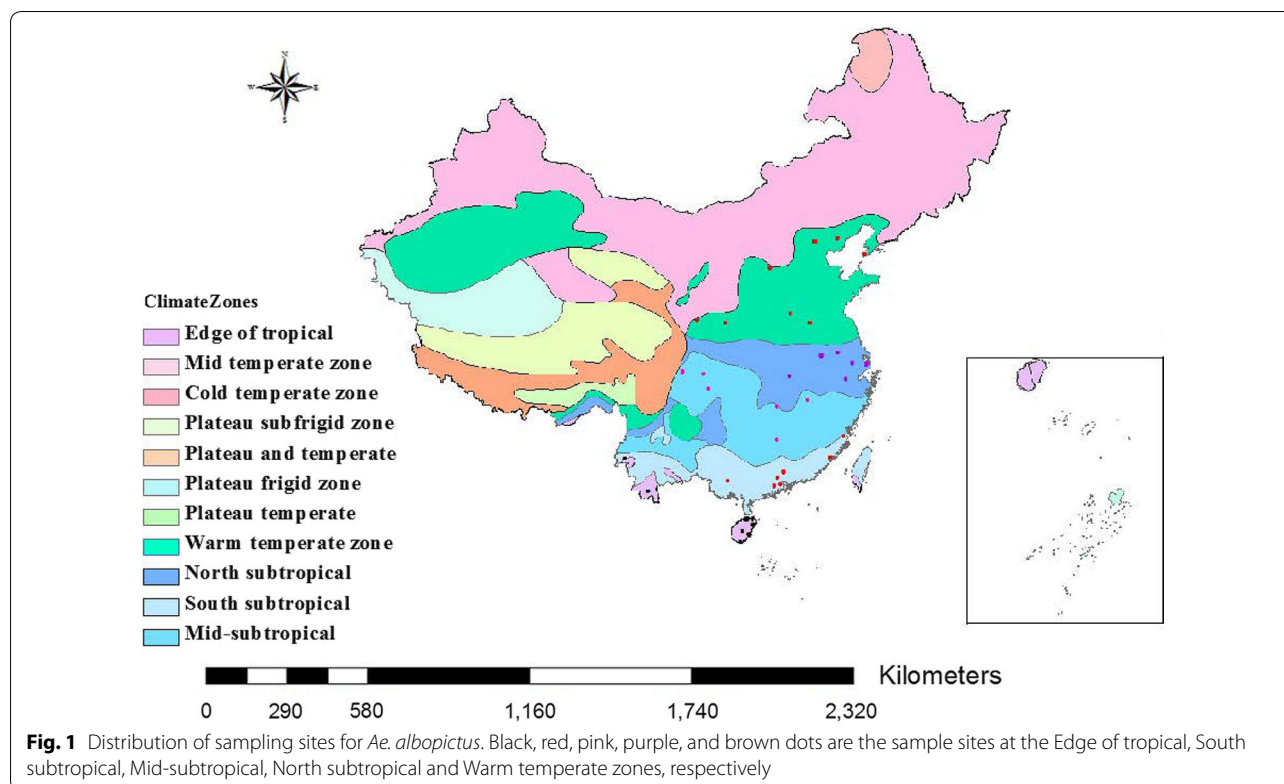 N
W E
S
ClimateZones
Edge of tropical
Mid temperate zone
Cold temperate zone
Plateau subfrigid zone
Plateau and temperate
Plateau frigid zone
Plateau temperate
Warm temperate zone
North subtropical
South subtropical
Mid-subtropical
Kilometers
0 290 580 1,160 1,740 2,320
Fig. 1 Distribution of sampling sites for Ae. albopictus. Black, red, pink, purple, and brown dots are the sample sites at the Edge of tropical, South
subtropical, Mid-subtropical, North subtropical and Warm temperate zones, respectively